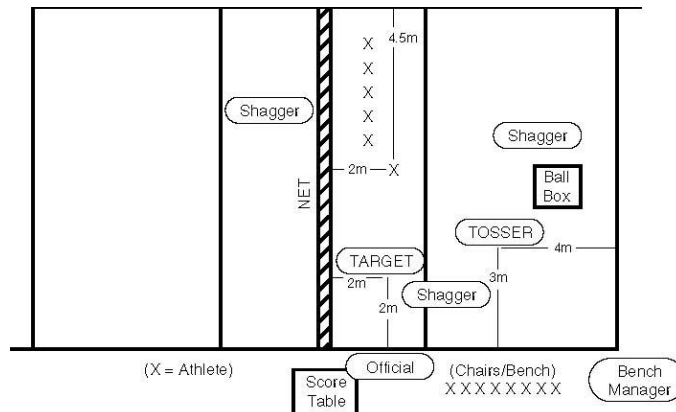 4.5m
X
X
X
X
X
Shagger
Shagger
2m
X
NET
Ball
Box
TOSSER
4m
TARGET
3m
2m
Shagger
2m
(X = Athlete)
Official
(Chairs/Bench)
X X X X X X X X
Bench
Manager
Score
Table